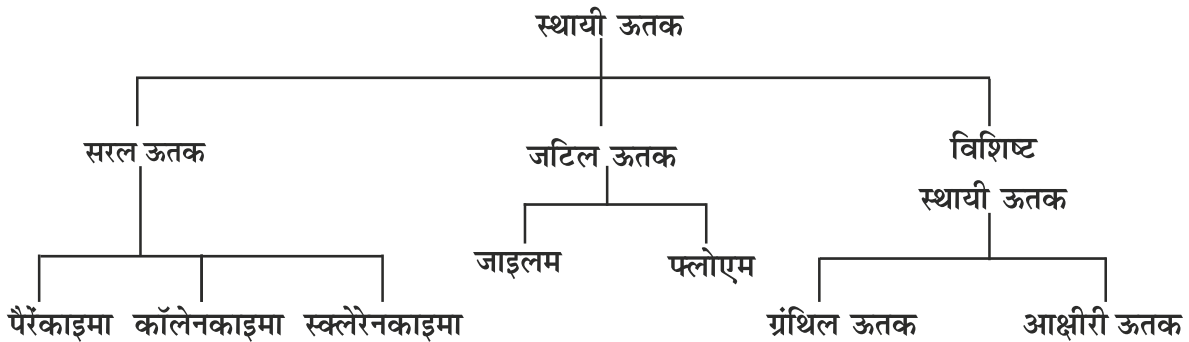 स्थायी ऊतक
सरल ऊतक
जटिल ऊतक
विशिष्ट
स्थायी ऊतक
जाइलम
फ्लोएम
पैरेंकाइमा
कॉलेनकाइमा
स्क्लेरेनकाइमा
ग्रंथिल ऊतक
आक्षीरी ऊतक